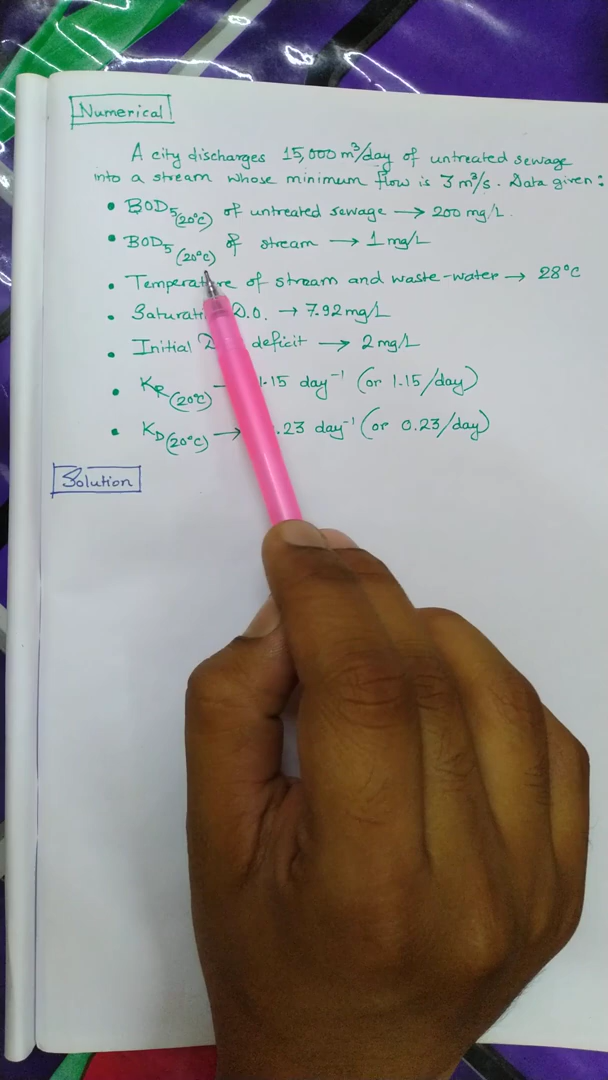 Numerical
A city discharges 15,000 m³/day of untreated sewage
into a stream whose minimum flow is 3 m³/s. Data given:
• BOD₅(20°C) of untreated sewage → 200 mg/L.
• BOD₅(20°C) of stream → 1 mg/L
• Temperature of stream and waste-water → 28°C
• Saturati D.O. → 7.92 mg/L
• Initial deficit → 2 mg/L
• K_R(20°C) → 1.15 day⁻¹ (or 1.15/day)
• K_D(20°C) → .23 day⁻¹ (or 0.23/day)
Solution